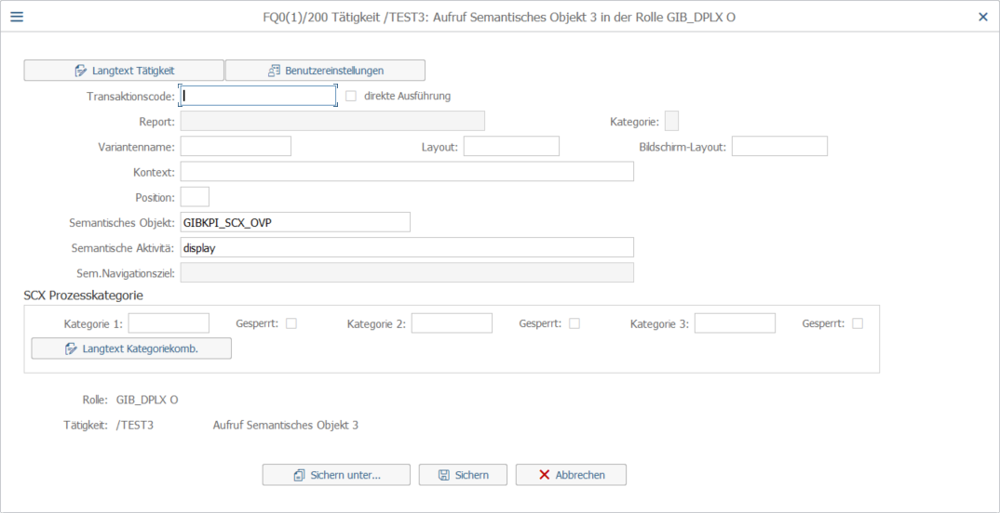 FQ0(1)/200 Tätigkeit /TEST3: Aufruf Semantisches Objekt 3 in der Rolle GIB_DPLX O
Langtext Tätigkeit Benutzereinstellungen
Transaktionscode: direkte Ausführung
Report: Kategorie:
Variantenname: Layout: Bildschirm-Layout:
Kontext:
Position:
Semantisches Objekt: GIBKPI_SCX_OVP
Semantische Aktivitä: display
Sem.Navigationsziel:
SCX Prozesskategorie
Kategorie 1: Gesperrt: Kategorie 2: Gesperrt: Kategorie 3: Gesperrt:
Langtext Kategoriekomb.
Rolle: GIB_DPLX O
Tätigkeit: /TEST3 Aufruf Semantisches Objekt 3
Sichern unter... Sichern Abbrechen